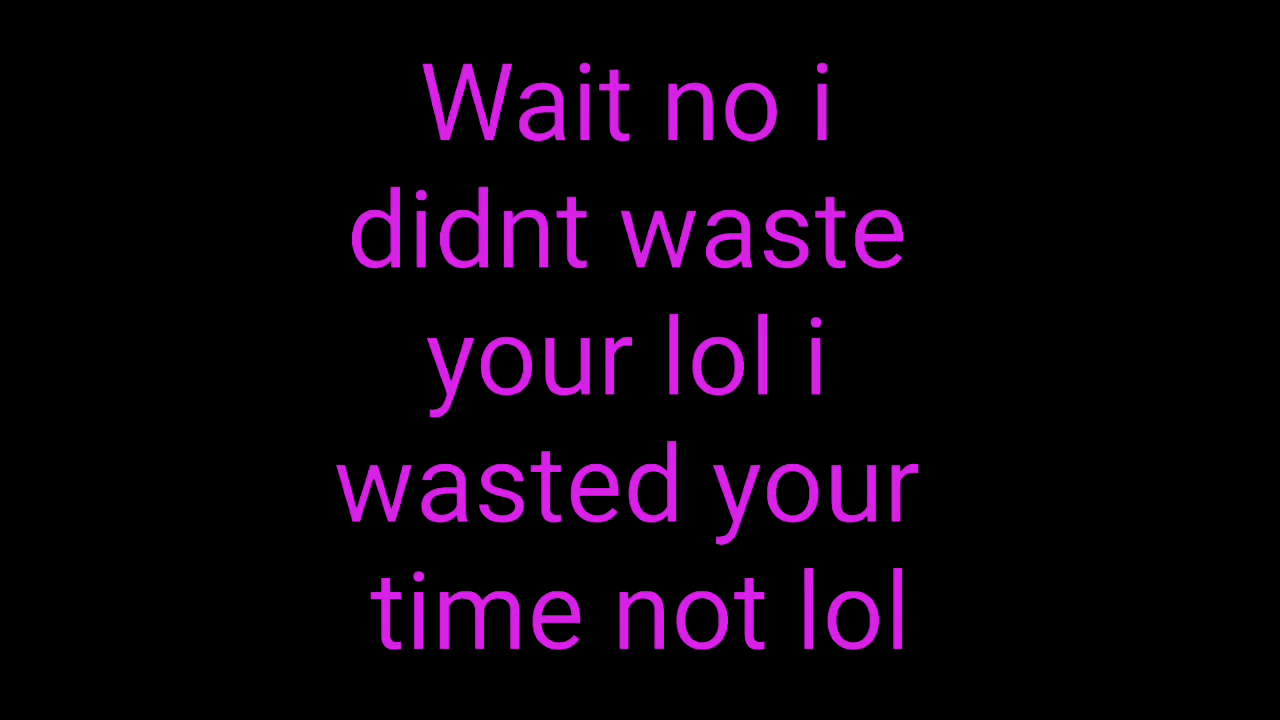 Wait no i
didnt waste
your lol i
wasted your
time not lol